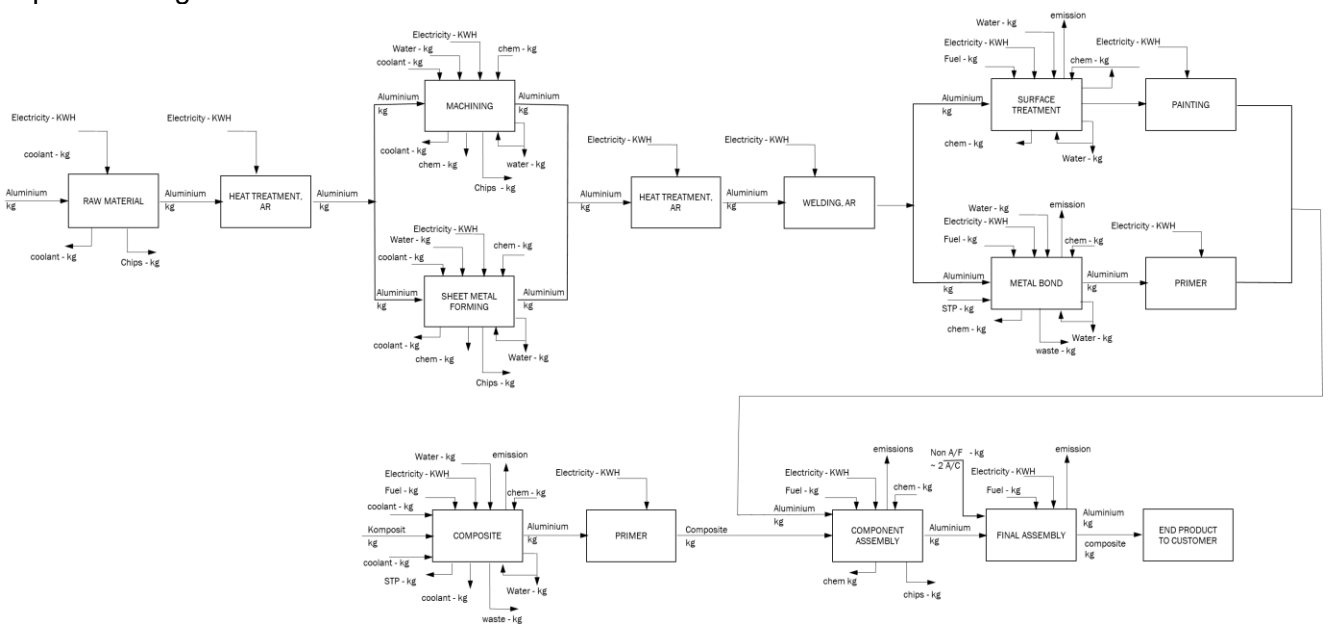 Electricity - KWH
coolant - kg
Aluminium
kg
RAW MATERIAL
coolant - kg
Chips - kg
Aluminium
kg
Electricity - KWH
HEAT TREATMENT,
AR
Aluminium
kg
Electricity - KWH
Water - kg
coolant - kg
chem - kg
Aluminium
kg
MACHINING
Aluminium
kg
coolant - kg
chem - kg
Chips - kg
water - kg
Electricity - KWH
Water - kg
coolant - kg
chem - kg
Aluminium
kg
SHEET METAL
FORMING
Aluminium
kg
coolant - kg
chem - kg
Chips - kg
Water - kg
Aluminium
kg
Electricity - KWH
HEAT TREATMENT,
AR
Aluminium
kg
Electricity - KWH
WELDING, AR
emission
Water - kg
Electricity - KWH
Fuel - kg
chem - kg
Aluminium
kg
SURFACE
TREATMENT
chem - kg
Water - kg
Electricity - KWH
PAINTING
emission
Water - kg
Electricity - KWH
Fuel - kg
chem - kg
Aluminium
kg
STP - kg
METAL BOND
chem - kg
waste - kg
Water - kg
Aluminium
kg
Electricity - KWH
PRIMER
Water - kg
emission
Electricity - KWH
Fuel - kg
chem - kg
coolant - kg
Komposit
kg
coolant - kg
COMPOSITE
STP - kg
coolant - kg
waste - kg
Water - kg
Aluminium
kg
Electricity - KWH
PRIMER
Composite
kg
emissions
Electricity - KWH
Fuel - kg
chem - kg
Aluminium
kg
COMPONENT
ASSEMBLY
chem kg
chips - kg
Aluminium
kg
Non A/F - kg
~ 2 A/C
emission
Electricity - KWH
Fuel - kg
FINAL ASSEMBLY
Aluminium
kg
composite
kg
END PRODUCT
TO CUSTOMER